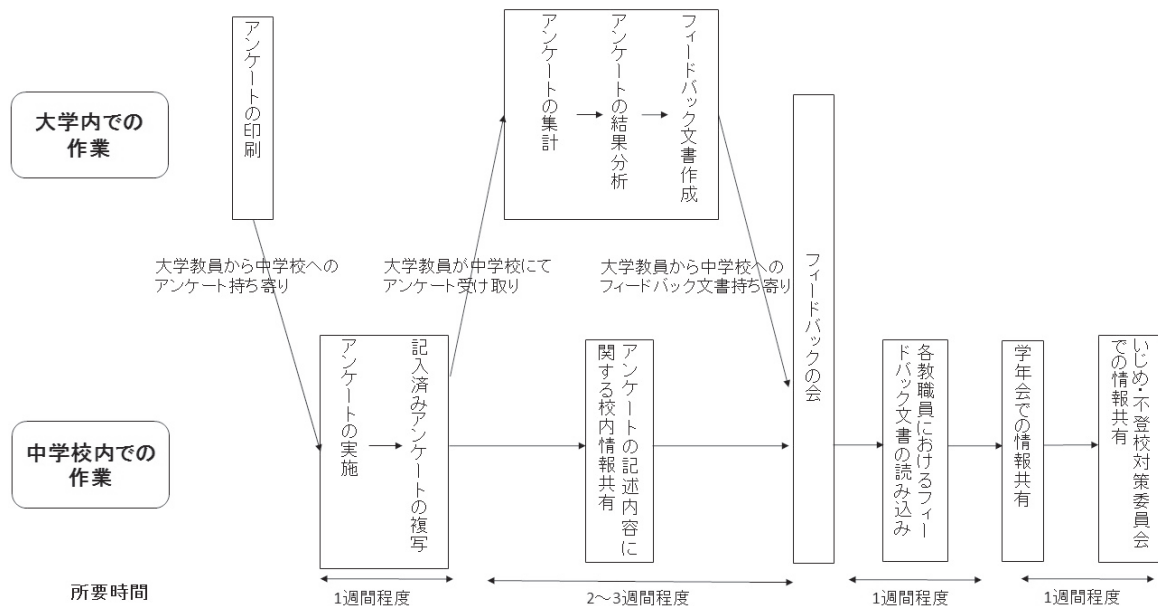 大学内での
作業
アンケートの印刷
アンケートの集計
アンケートの結果分析
フィードバック文書作成
大学教員から中学校への
アンケート持ち寄り
大学教員が中学校にて
アンケート受け取り
大学教員から中学校への
フィードバック文書持ち寄り
フィードバックの会
中学校内での
作業
アンケートの実施
記入済みアンケートの複写
アンケートの記述内容に
関する校内情報共有
各教職員におけるフィー
ドバック文書の読み込み
学年会での情報共有
いじめ・不登校対策委員会
での情報共有
所要時間
1週間程度
2～3週間程度
1週間程度
1週間程度